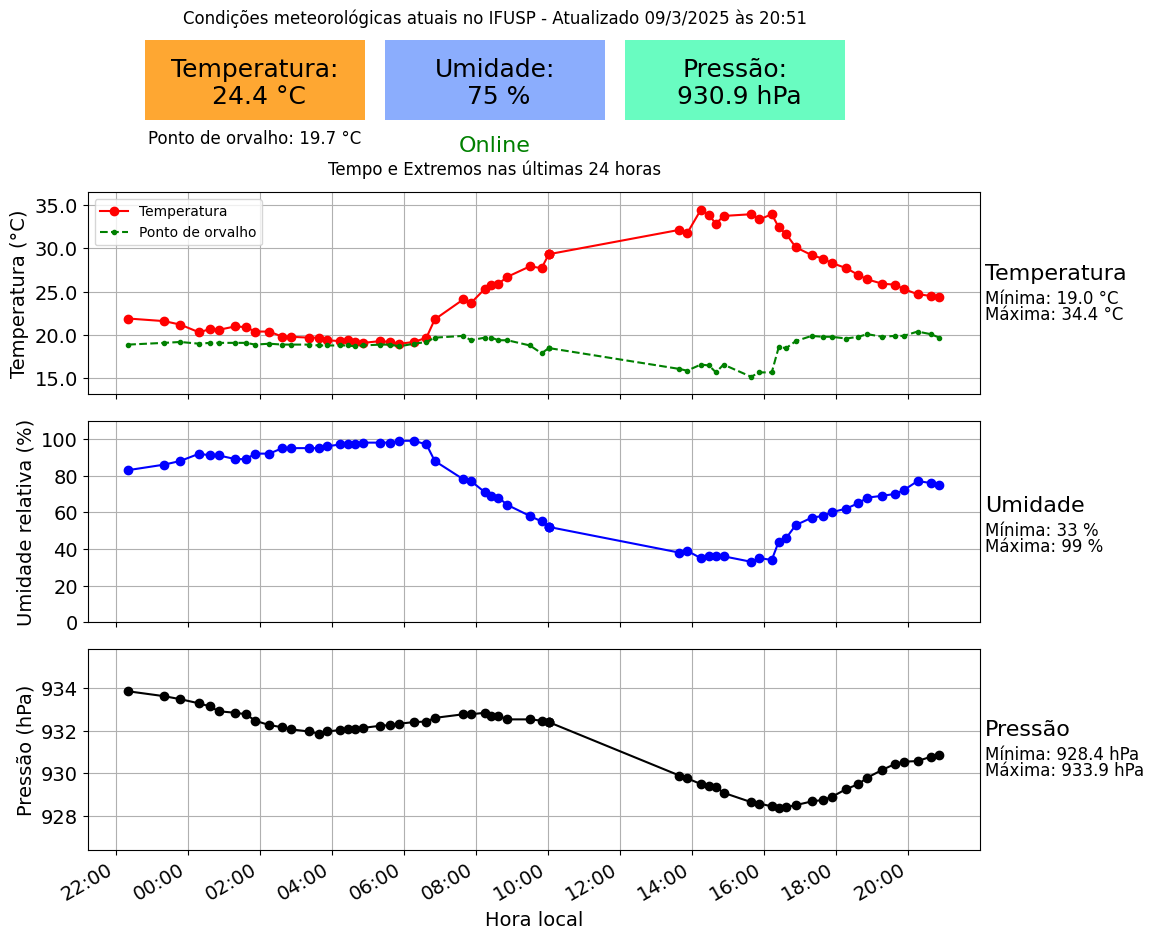 Condições meteorológicas atuais no IFUSP - Atualizado 09/3/2025 às 20:51
Temperatura:
24.4 °C
Umidade:
75 %
Pressão:
930.9 hPa
Ponto de orvalho: 19.7 °C
Online
Tempo e Extremos nas últimas 24 horas
Temperatura (°C)
35.0
30.0
25.0
20.0
15.0
Temperatura
Ponto de orvalho
Temperatura
Mínima: 19.0 °C
Máxima: 34.4 °C
Umidade relativa (%)
100
80
60
40
20
0
Umidade
Mínima: 33 %
Máxima: 99 %
Pressão (hPa)
934
932
930
928
Pressão
Mínima: 928.4 hPa
Máxima: 933.9 hPa
22:00 00:00 02:00 04:00 06:00 08:00 10:00 12:00 14:00 16:00 18:00 20:00
Hora local